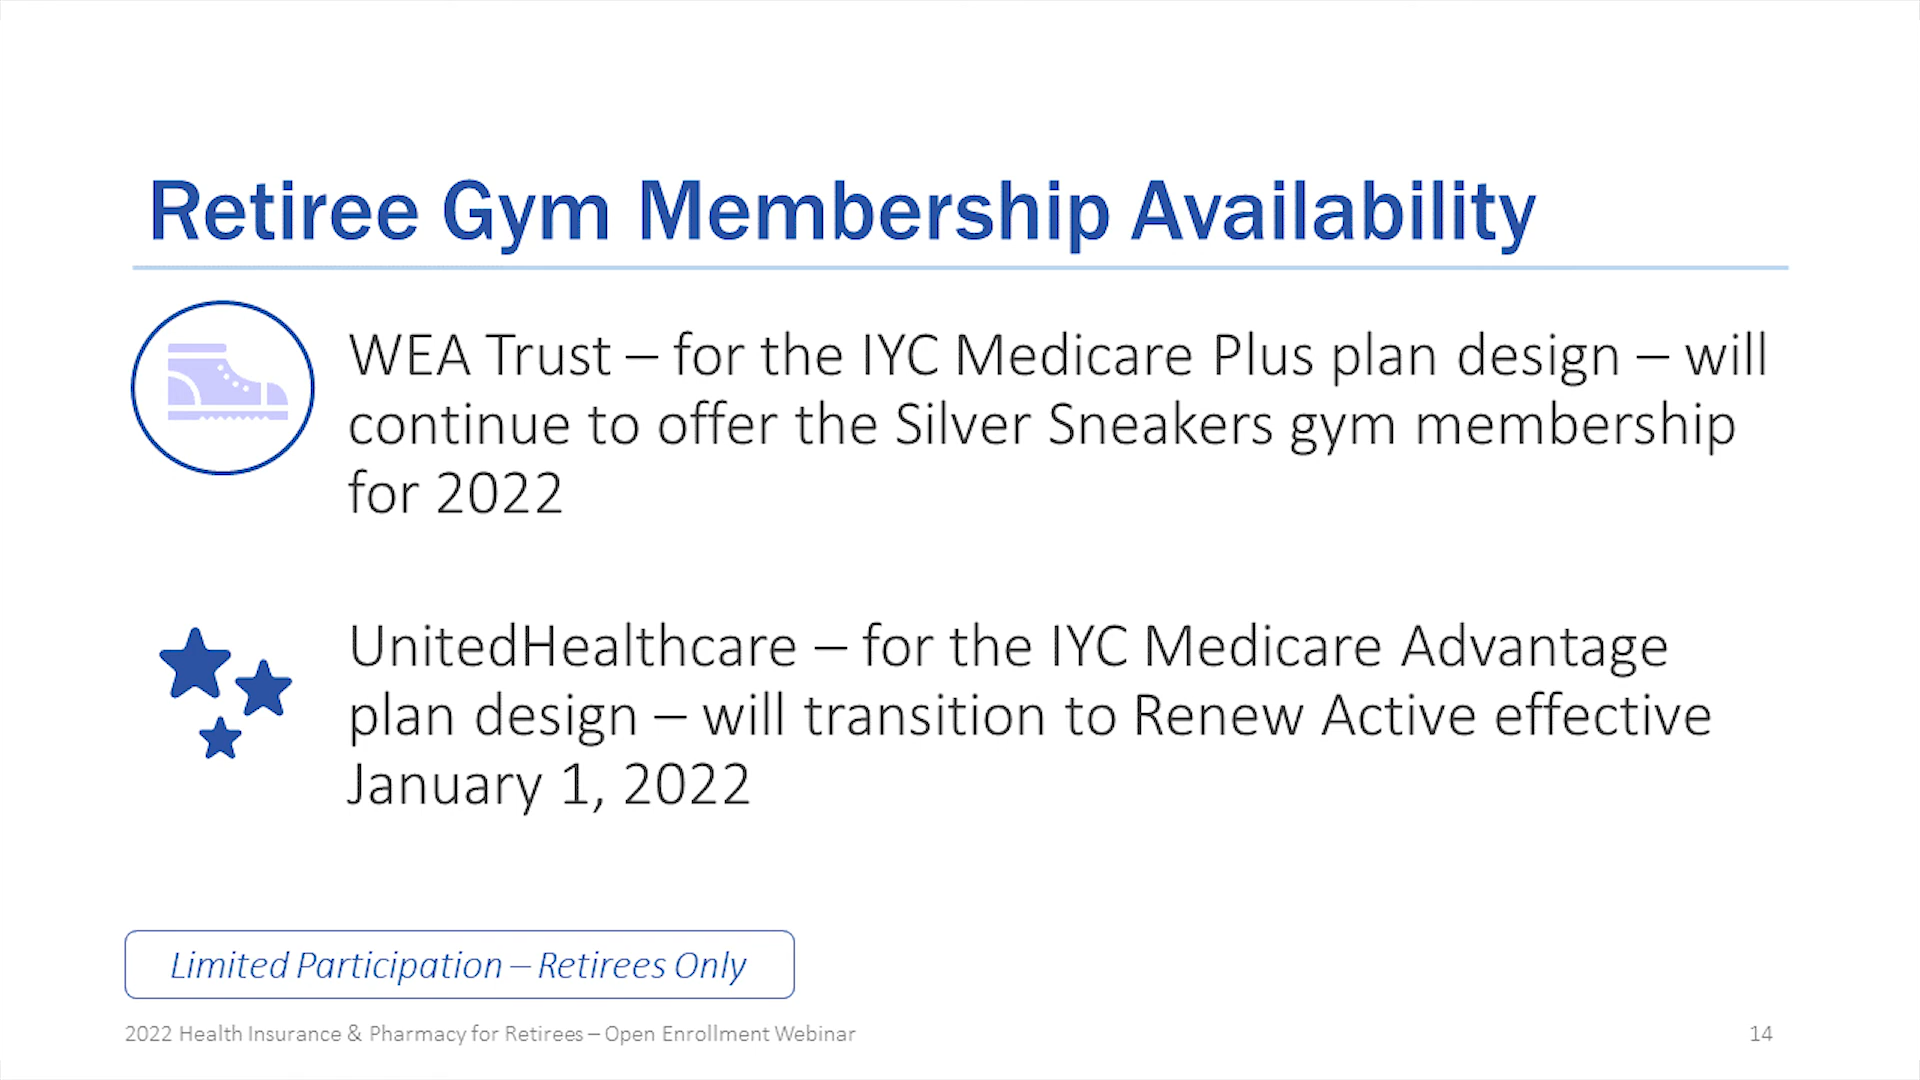 Retiree Gym Membership Availability
WEA Trust – for the IYC Medicare Plus plan design – will
continue to offer the Silver Sneakers gym membership
for 2022
UnitedHealthcare – for the IYC Medicare Advantage
plan design – will transition to Renew Active effective
January 1, 2022
Limited Participation – Retirees Only
2022 Health Insurance & Pharmacy for Retirees – Open Enrollment Webinar
14